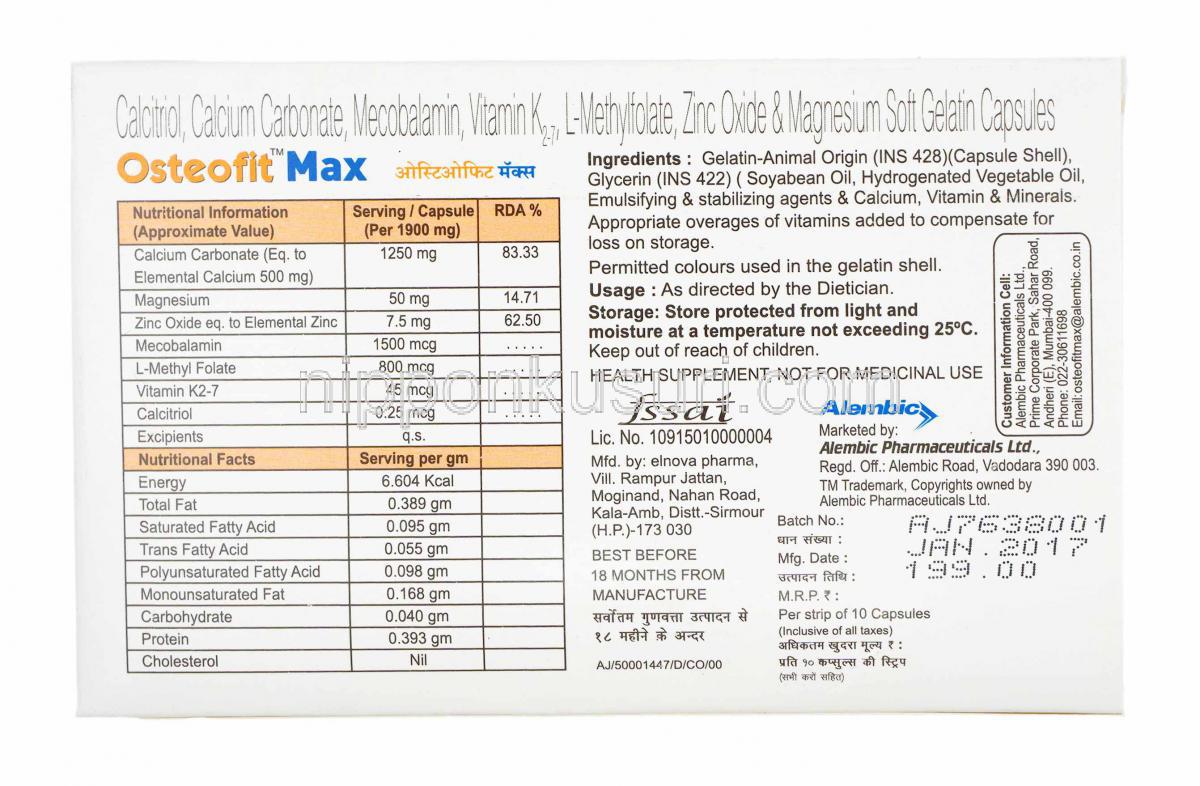 Calcitriol, Calcium Carbonate, Mecobalamin, Vitamin K2-7, L-Methylfolate, Zinc Oxide & Magnesium Soft Gelatin Capsules
Osteofit™ Max ओस्टिओफिट मॅक्स
Nutritional Information (Approximate Value) Serving / Capsule (Per 1900 mg) RDA %
Calcium Carbonate (Eq. to Elemental Calcium 500 mg) 1250 mg 83.33
Magnesium 50 mg 14.71
Zinc Oxide eq. to Elemental Zinc 7.5 mg 62.50
Mecobalamin 1500 mcg .....
L-Methyl Folate 800 mcg .....
Vitamin K2-7 45 mcg .....
Calcitriol 0.25 mcg .....
Excipients q.s.
Nutritional Facts Serving per gm
Energy 6.604 Kcal
Total Fat 0.389 gm
Saturated Fatty Acid 0.095 gm
Trans Fatty Acid 0.055 gm
Polyunsaturated Fatty Acid 0.098 gm
Monounsaturated Fat 0.168 gm
Carbohydrate 0.040 gm
Protein 0.393 gm
Cholesterol Nil
Ingredients : Gelatin-Animal Origin (INS 428)(Capsule Shell),
Glycerin (INS 422) ( Soyabean Oil, Hydrogenated Vegetable Oil,
Emulsifying & stabilizing agents & Calcium, Vitamin & Minerals.
Appropriate overages of vitamins added to compensate for
loss on storage.
Permitted colours used in the gelatin shell.
Usage : As directed by the Dietician.
Storage: Store protected from light and
moisture at a temperature not exceeding 25ºC.
Keep out of reach of children.
HEALTH SUPPLEMENT, NOT FOR MEDICINAL USE
Customer Information Cell:
Alembic Pharmaceuticals Ltd.,
Prime Corporate Park, Sahar Road,
Andheri (E), Mumbai-400 099.
Phone: 022-30611698
Email:osteofitmax@alembic.co.in
nipponkusuri.com
fssai
Lic. No. 10915010000004
Mfd. by: elnova pharma,
Vill. Rampur Jattan,
Moginand, Nahan Road,
Kala-Amb, Distt.-Sirmour
(H.P.)-173 030
BEST BEFORE
18 MONTHS FROM
MANUFACTURE
सर्वोतम गुणवत्ता उत्पादन से
१८ महीने के अन्दर
AJ/50001447/D/CO/00
Alembic
Marketed by:
Alembic Pharmaceuticals Ltd.,
Regd. Off.: Alembic Road, Vadodara 390 003.
TM Trademark, Copyrights owned by
Alembic Pharmaceuticals Ltd.
Batch No.: AJ7638001
घान संख्या :
Mfg. Date : JAN.2017
उत्पादन तिथि : 199.00
M.R.P. ₹ :
Per strip of 10 Capsules
(Inclusive of all taxes)
अधिकतम खुदरा मूल्य ₹ :
प्रति १० कप्सुल्स की स्ट्रिप
(सभी करों सहित)